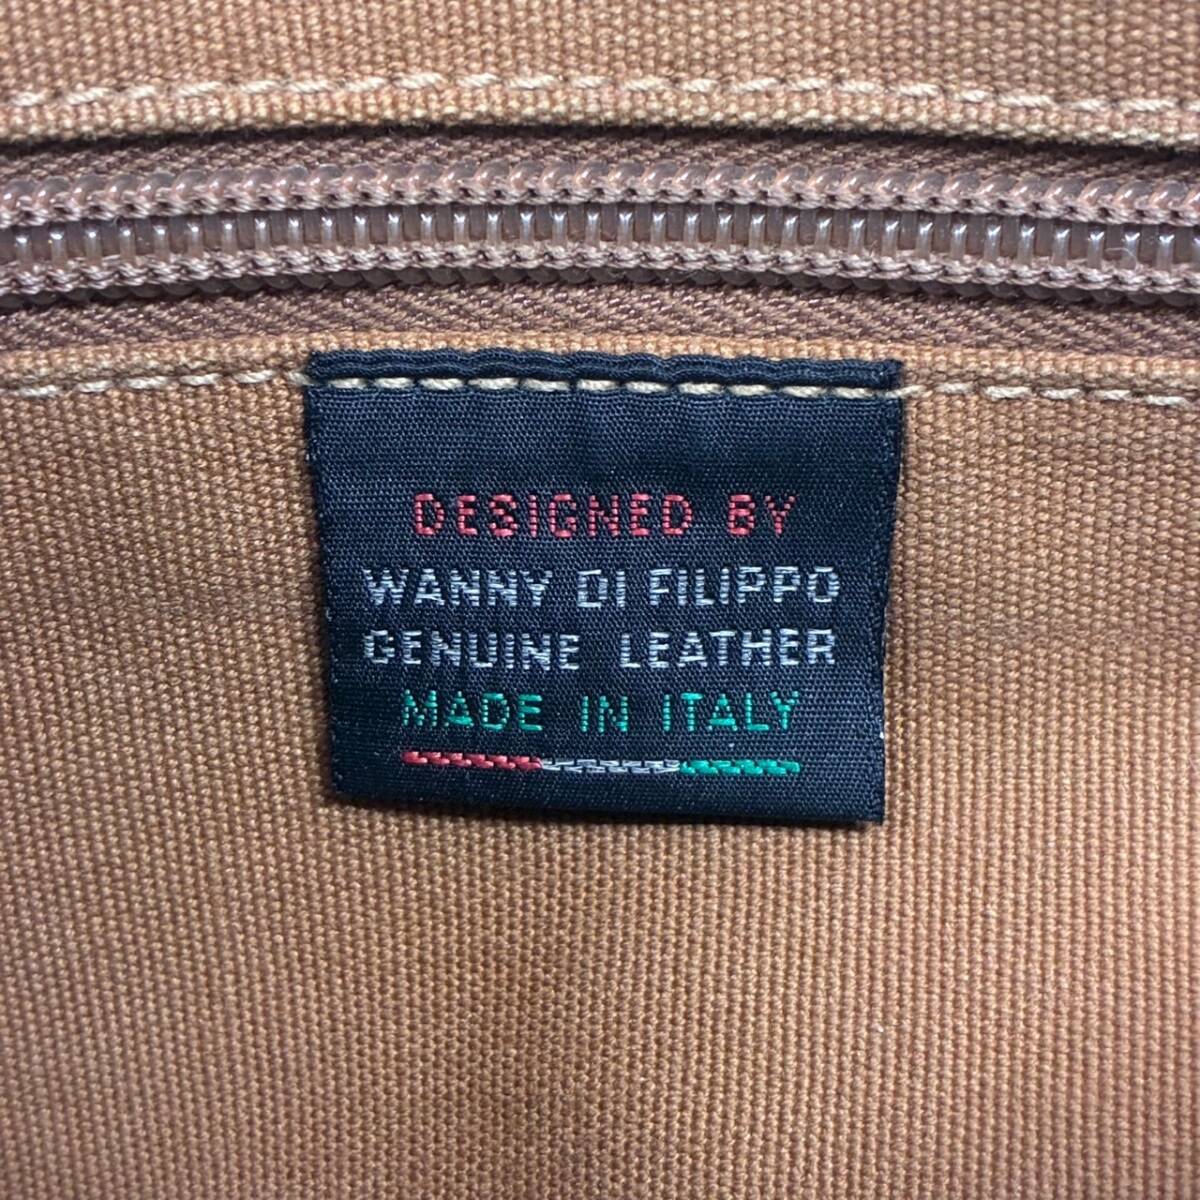 DESIGNED BY
WANNY DI FILIPPO
GENUINE LEATHER
MADE IN ITALY